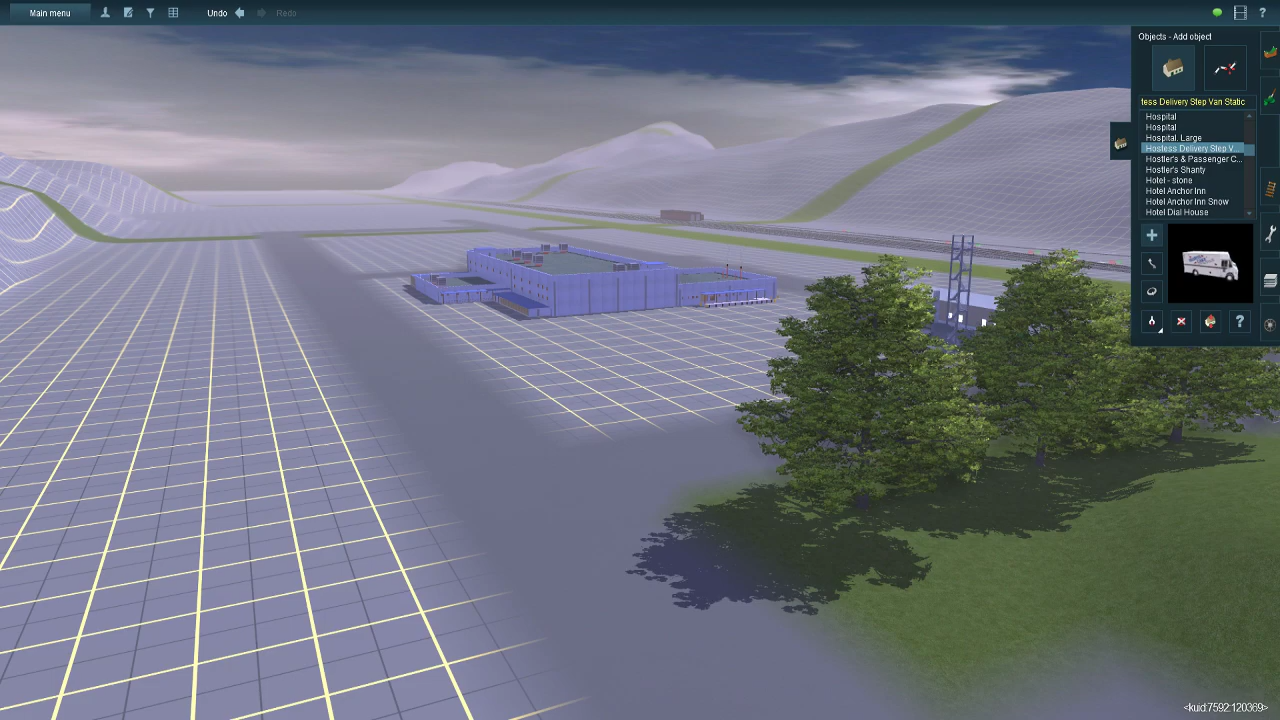 Main menu
Undo
Redo
?
Objects - Add object
tess Delivery Step Van Static
Hospital
Hospital
Hospital. Large
Hostess Delivery Step V...
Hostler's & Passenger C...
Hostler's Shanty
Hotel - stone
Hotel Anchor Inn
Hotel Anchor Inn Snow
Hotel Dial House
?
<kuid:7592:120369>